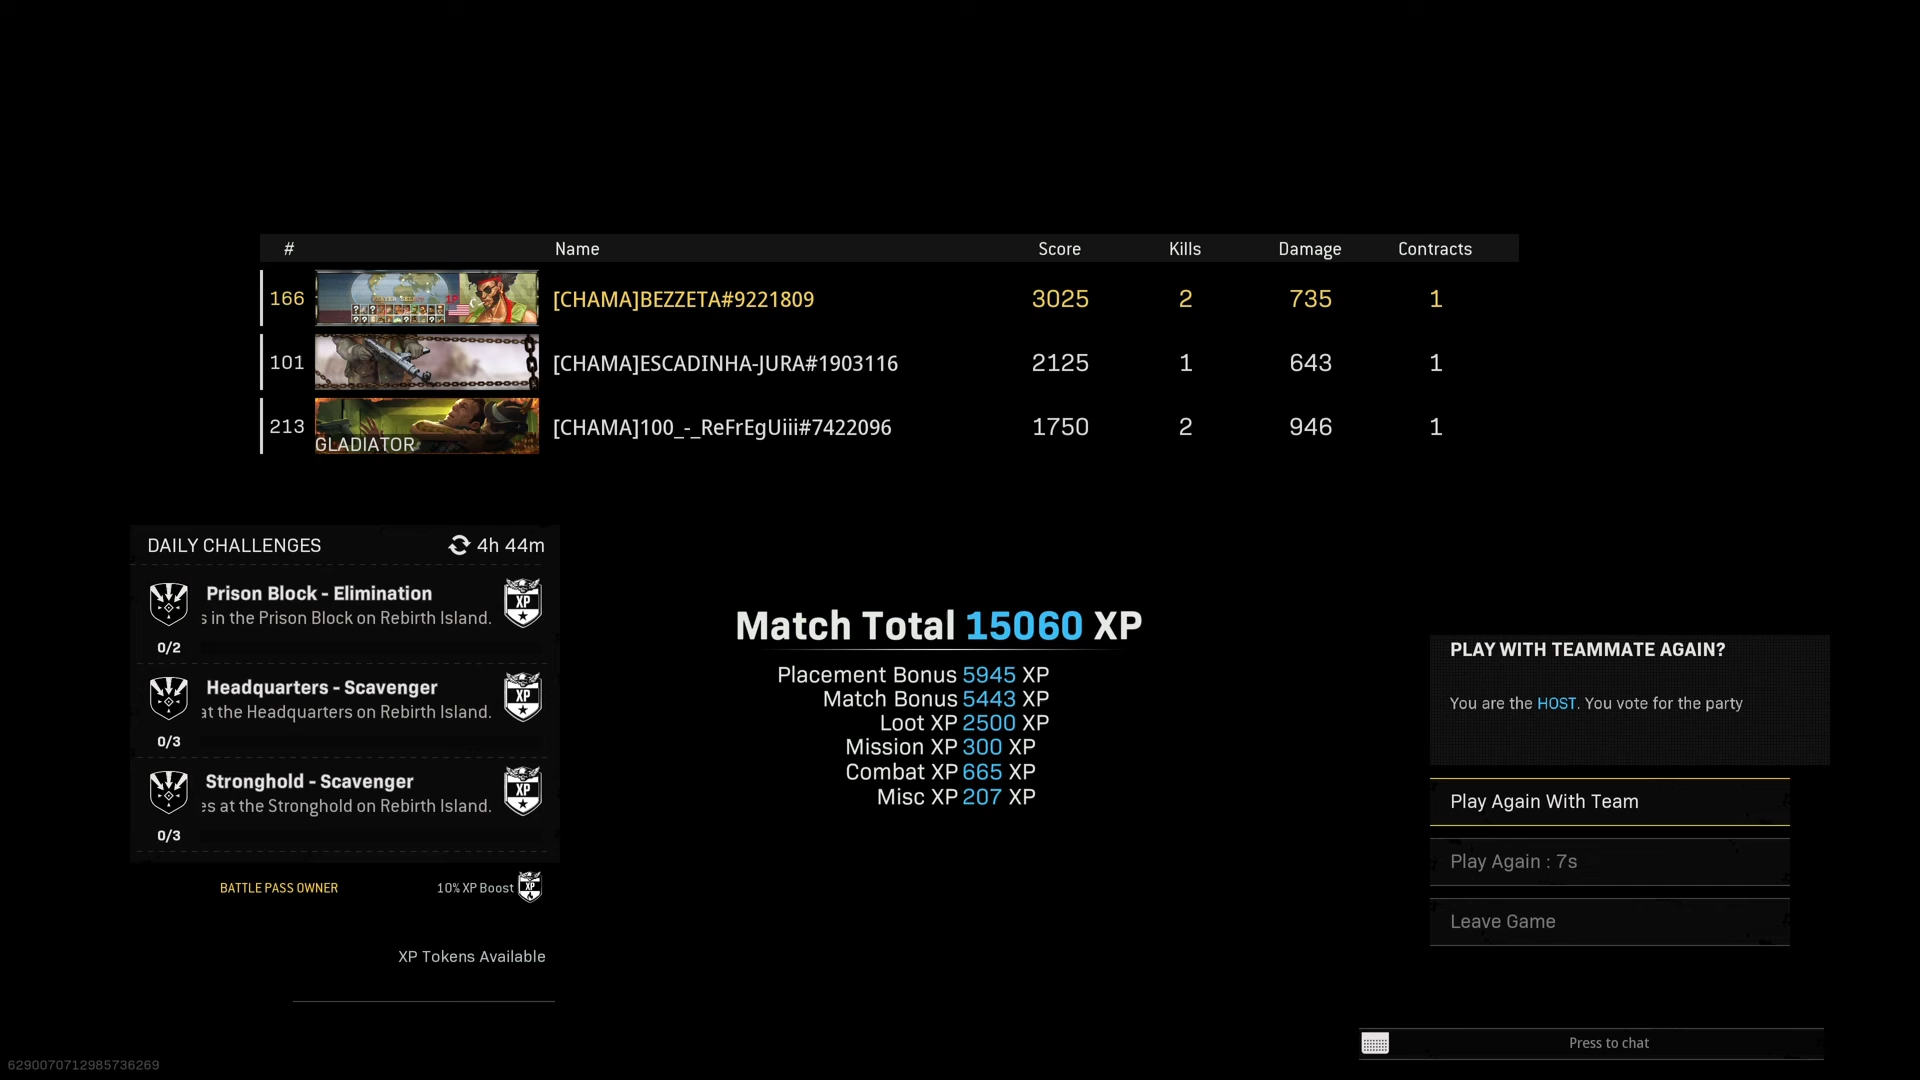 # Name Score Kills Damage Contracts
166 [CHAMA]BEZZETA#9221809 3025 2 735 1
101 [CHAMA]ESCADINHA-JURA#1903116 2125 1 643 1
213 GLADIATOR [CHAMA]100_-_ReFrEgUiii#7422096 1750 2 946 1
DAILY CHALLENGES 4h 44m
Prison Block - Elimination
s in the Prison Block on Rebirth Island.
XP
0/2
Headquarters - Scavenger
at the Headquarters on Rebirth Island.
XP
0/3
Stronghold - Scavenger
es at the Stronghold on Rebirth Island.
XP
0/3
BATTLE PASS OWNER 10% XP Boost XP
XP Tokens Available
Match Total 15060 XP
Placement Bonus 5945 XP
Match Bonus 5443 XP
Loot XP 2500 XP
Mission XP 300 XP
Combat XP 665 XP
Misc XP 207 XP
PLAY WITH TEAMMATE AGAIN?
You are the HOST. You vote for the party
Play Again With Team
Play Again : 7s
Leave Game
Press to chat
6290070712985736269